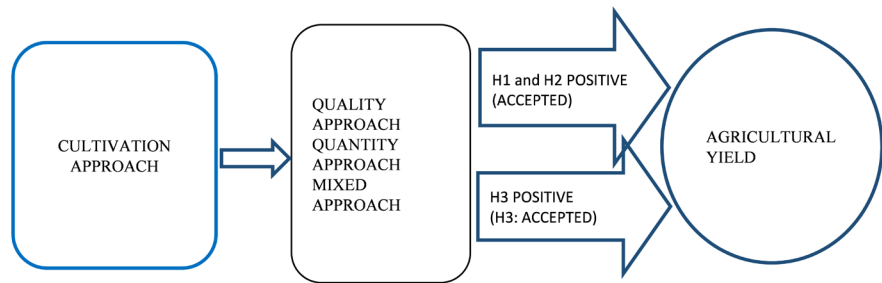 CULTIVATION
APPROACH
QUALITY
APPROACH
QUANTITY
APPROACH
MIXED
APPROACH
H1 and H2 POSITIVE
(ACCEPTED)
H3 POSITIVE
(H3: ACCEPTED)
AGRICULTURAL
YIELD